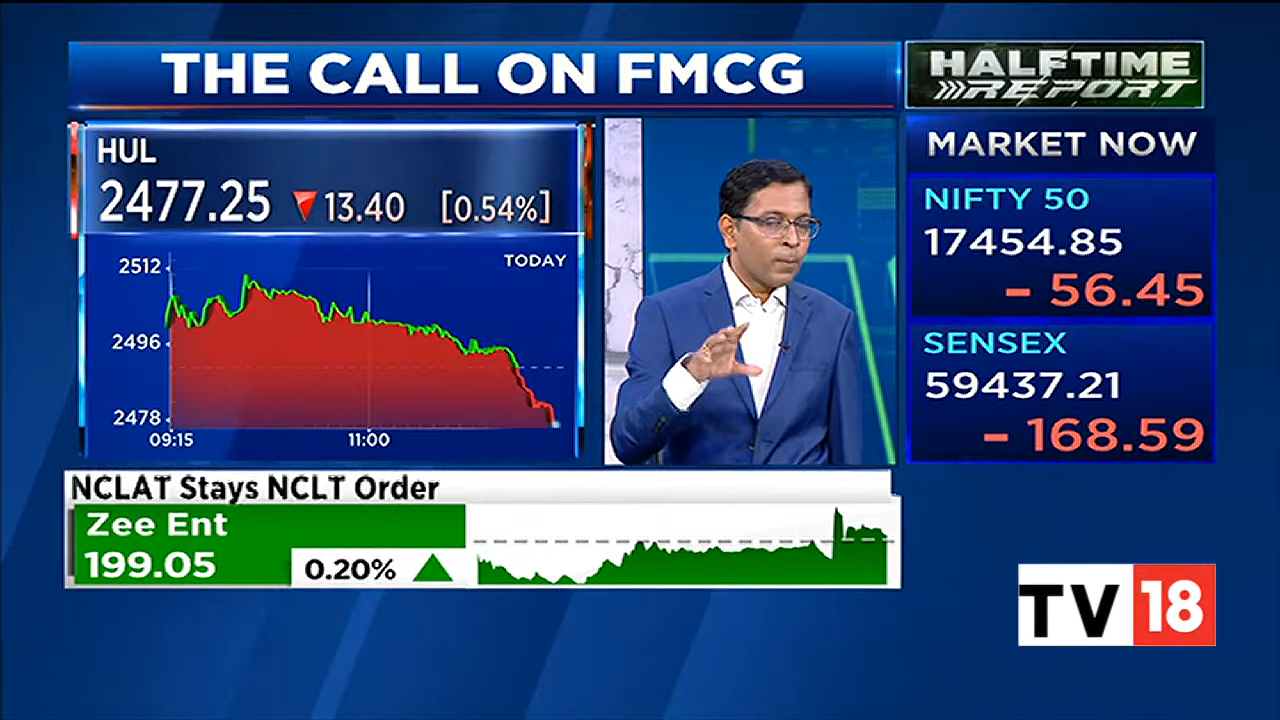 THE CALL ON FMCG
HALFTIME
REPORT
HUL
2477.25 ▼ 13.40 [0.54%]
TODAY
2512
2496
2478
09:15 11:00
MARKET NOW
NIFTY 50
17454.85
- 56.45
SENSEX
59437.21
- 168.59
NCLAT Stays NCLT Order
Zee Ent
199.05 0.20% ▲
TV18